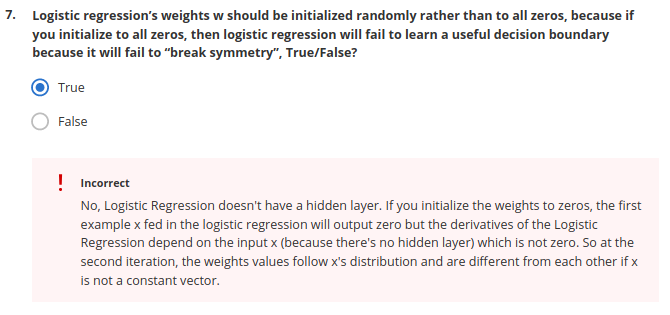 7. Logistic regression's weights w should be initialized randomly rather than to all zeros, because if
you initialize to all zeros, then logistic regression will fail to learn a useful decision boundary
because it will fail to “break symmetry”, True/False?
True
False
! Incorrect
No, Logistic Regression doesn't have a hidden layer. If you initialize the weights to zeros, the first
example x fed in the logistic regression will output zero but the derivatives of the Logistic
Regression depend on the input x (because there's no hidden layer) which is not zero. So at the
second iteration, the weights values follow x's distribution and are different from each other if x
is not a constant vector.